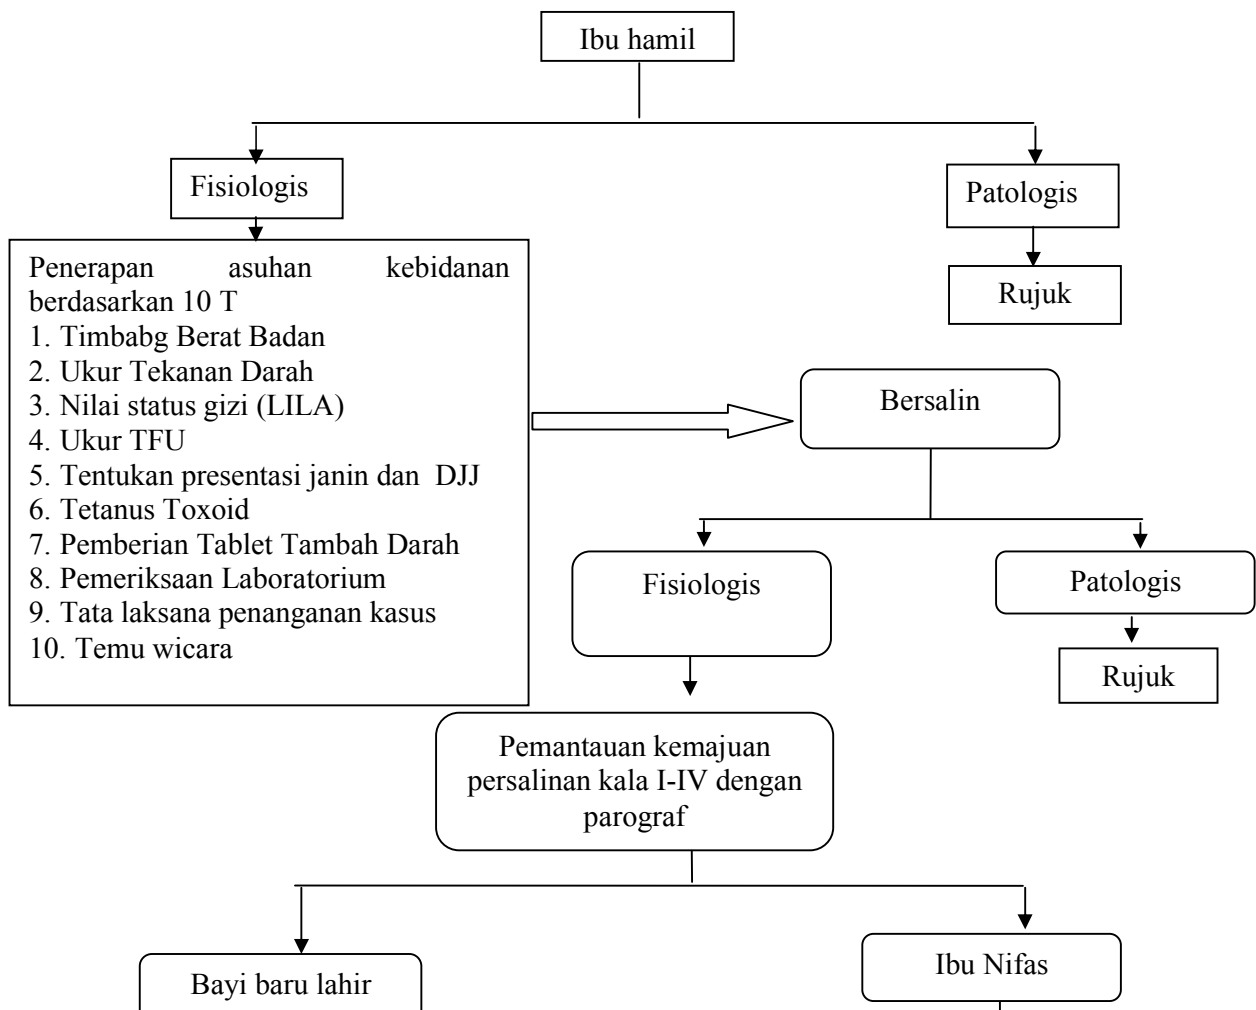 Ibu hamil
Fisiologis
Patologis
Rujuk
Penerapan asuhan kebidanan
berdasarkan 10 T
1. Timbabg Berat Badan
2. Ukur Tekanan Darah
3. Nilai status gizi (LILA)
4. Ukur TFU
5. Tentukan presentasi janin dan DJJ
6. Tetanus Toxoid
7. Pemberian Tablet Tambah Darah
8. Pemeriksaan Laboratorium
9. Tata laksana penanganan kasus
10. Temu wicara
Bersalin
Fisiologis
Patologis
Rujuk
Pemantauan kemajuan
persalinan kala I-IV dengan
parograf
Bayi baru lahir
Ibu Nifas